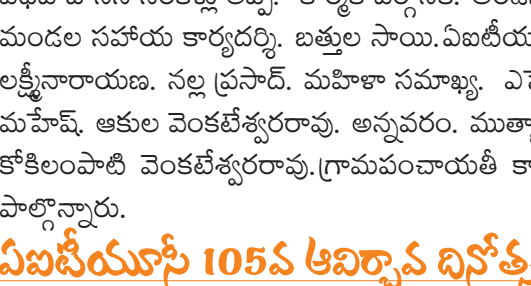 మండల సహాయ కార్యదర్శి. బత్తుల సాయి.ఏఐటీయ
లక్ష్మీనారాయణ. నల్ల ప్రసాద్. మహిళా సమాఖ్య.
మహేష్. ఆకుల వెంకటేశ్వరరావు. అన్నవరం.
కోకిలంపాటి వెంకటేశ్వరరావు.గ్రామపంచాయతీ కా
పాల్గొన్నారు.
ఏఐటీయూసీ 105వ ఆవిర్భావ దినోత్స